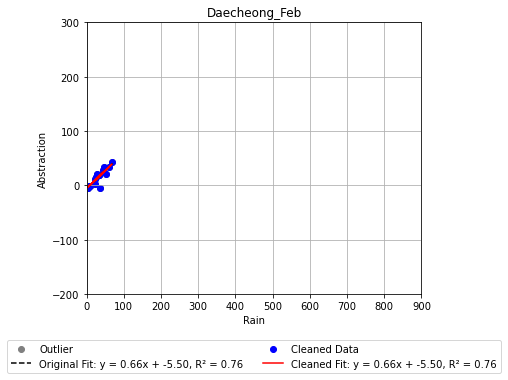 Daecheong_Feb
300
200
100
0
−100
−200
Abstraction
0 100 200 300 400 500 600 700 800 900
Rain
Outlier
Original Fit: y = 0.66x + -5.50, R² = 0.76
Cleaned Data
Cleaned Fit: y = 0.66x + -5.50, R² = 0.76